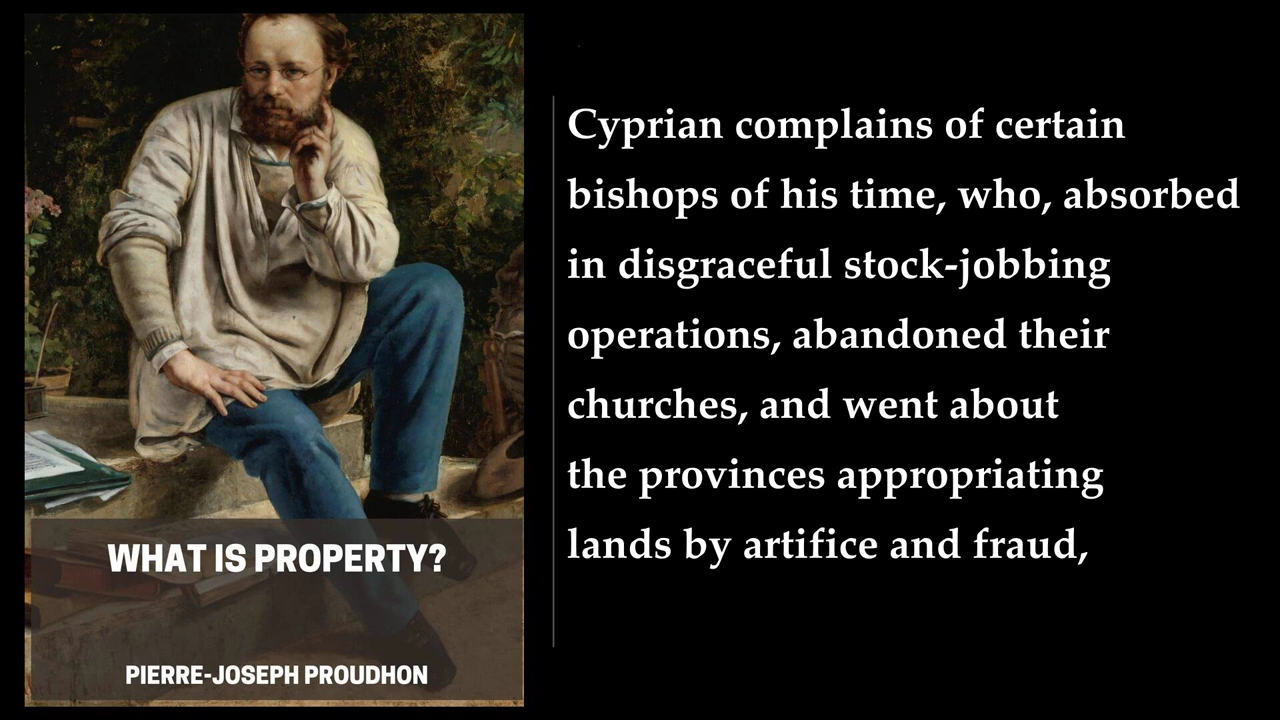 WHAT IS PROPERTY?
PIERRE-JOSEPH PROUDHON
Cyprian complains of certain
bishops of his time, who, absorbed
in disgraceful stock-jobbing
operations, abandoned their
churches, and went about
the provinces appropriating
lands by artifice and fraud,